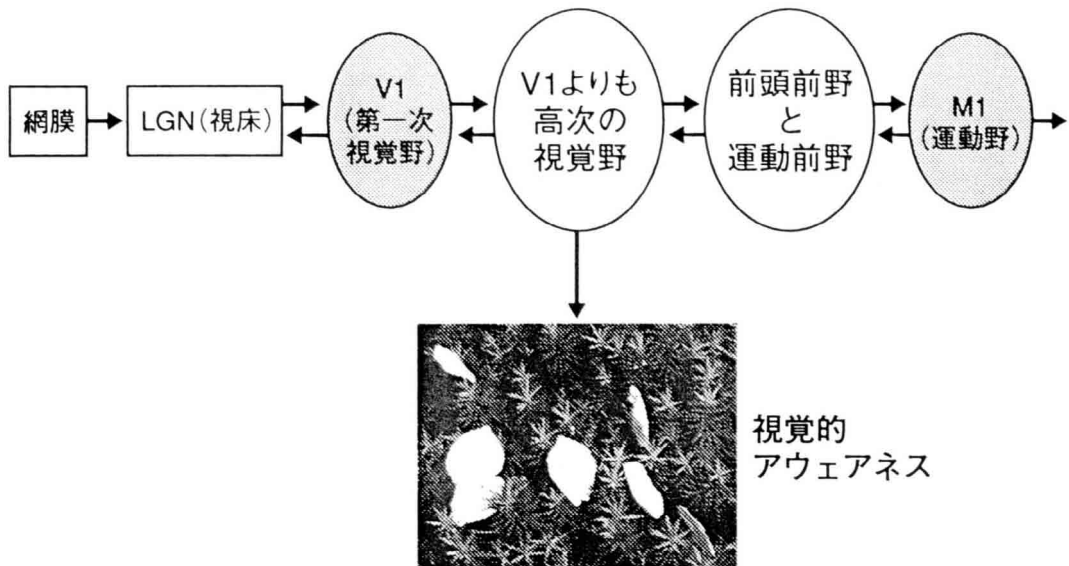 網膜
LGN(視床)
V1
(第一次
視覚野)
V1よりも
高次の
視覚野
前頭前野
と
運動前野
M1
(運動野)
視覚的
アウェアネス